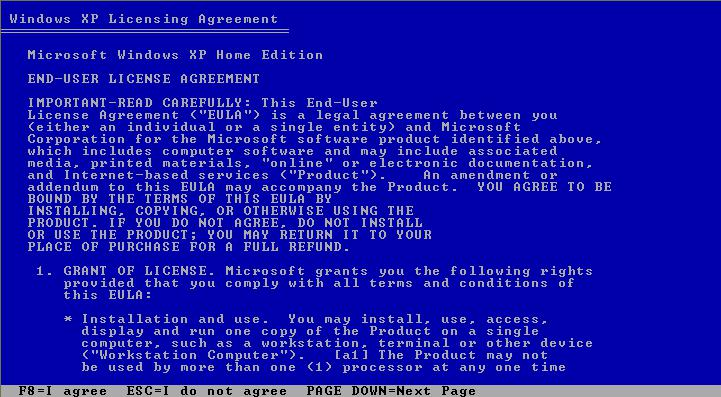 Windows XP Licensing Agreement
Microsoft Windows XP Home Edition
END-USER LICENSE AGREEMENT
IMPORTANT-READ CAREFULLY: This End-User
License Agreement ("EULA") is a legal agreement between you
(either an individual or a single entity) and Microsoft
Corporation for the Microsoft software product identified above,
which includes computer software and may include associated
media, printed materials, "online" or electronic documentation,
and Internet-based services ("Product").   An amendment or
addendum to this EULA may accompany the Product.  YOU AGREE TO BE
BOUND BY THE TERMS OF THIS EULA BY
INSTALLING, COPYING, OR OTHERWISE USING THE
PRODUCT. IF YOU DO NOT AGREE, DO NOT INSTALL
OR USE THE PRODUCT; YOU MAY RETURN IT TO YOUR
PLACE OF PURCHASE FOR A FULL REFUND.
1. GRANT OF LICENSE. Microsoft grants you the following rights
provided that you comply with all terms and conditions of
this EULA:
* Installation and use.  You may install, use, access,
display and run one copy of the Product on a single
computer, such as a workstation, terminal or other device
("Workstation Computer").   [a1] The Product may not
be used by more than one (1) processor at any one time
F8=I agree  ESC=I do not agree  PAGE DOWN=Next Page